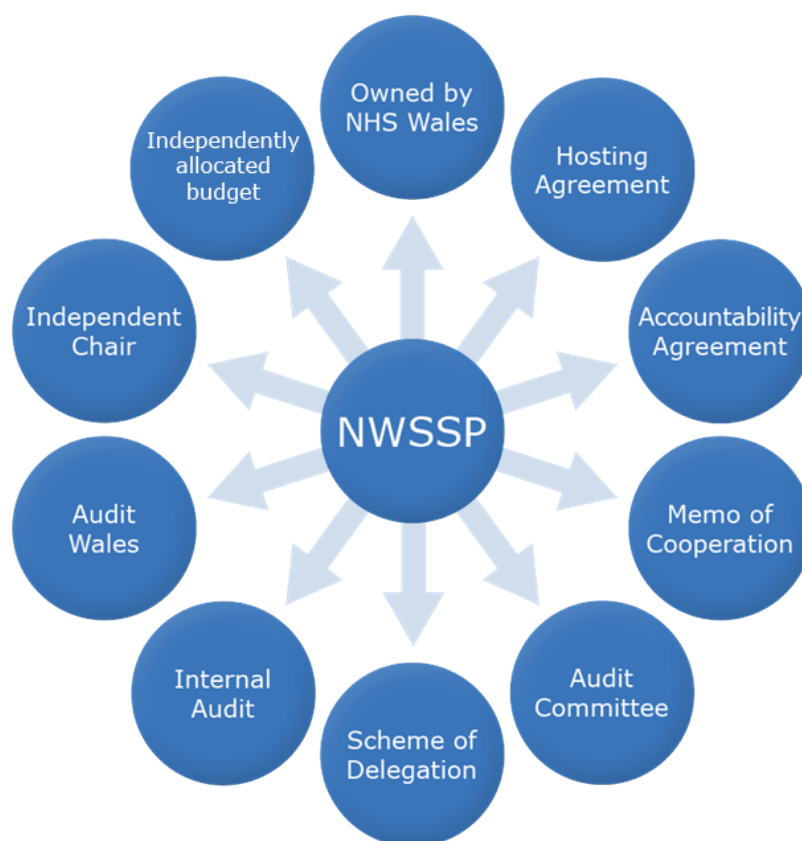 Owned by
NHS Wales
Hosting
Agreement
Accountability
Agreement
Memo of
Cooperation
Audit
Committee
Scheme of
Delegation
Internal
Audit
Audit
Wales
Independent
Chair
Independently
allocated
budget
NWSSP